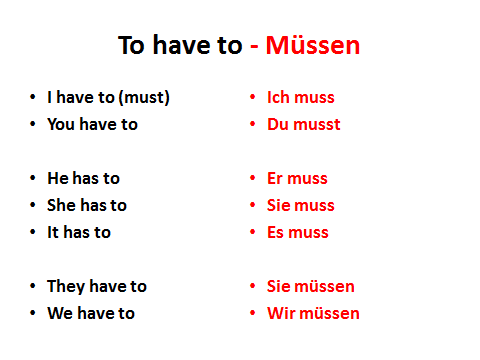 To have to - Müssen
• I have to (must)
• You have to
• He has to
• She has to
• It has to
• They have to
• We have to
• Ich muss
• Du musst
• Er muss
• Sie muss
• Es muss
• Sie müssen
• Wir müssen